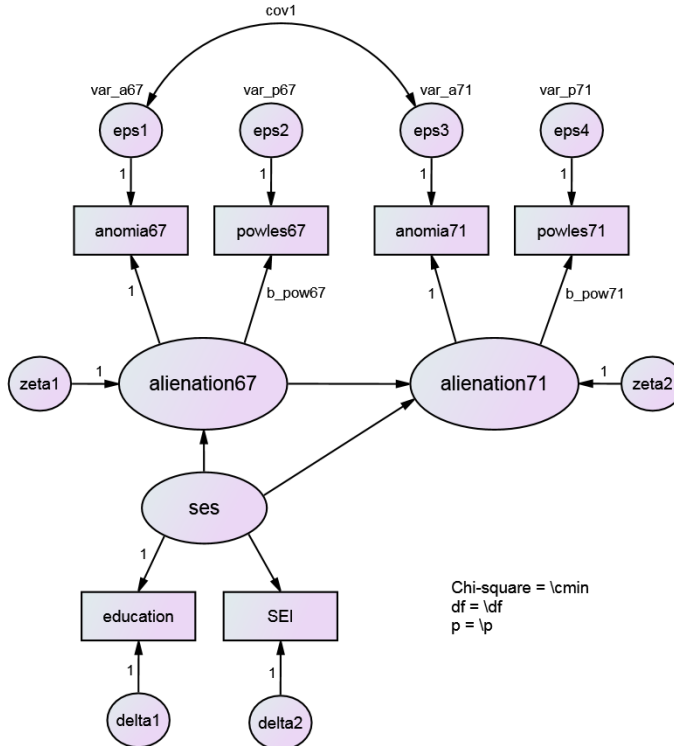 cov1
var_a67
var_p67
var_a71
var_p71
eps1
eps2
eps3
eps4
1
1
1
1
anomia67
powles67
anomia71
powles71
1
b_pow67
1
b_pow71
zeta1
1
alienation67
alienation71
1
zeta2
ses
1
education
SEI
Chi-square = \cmin
df = \df
p = \p
1
1
delta1
delta2